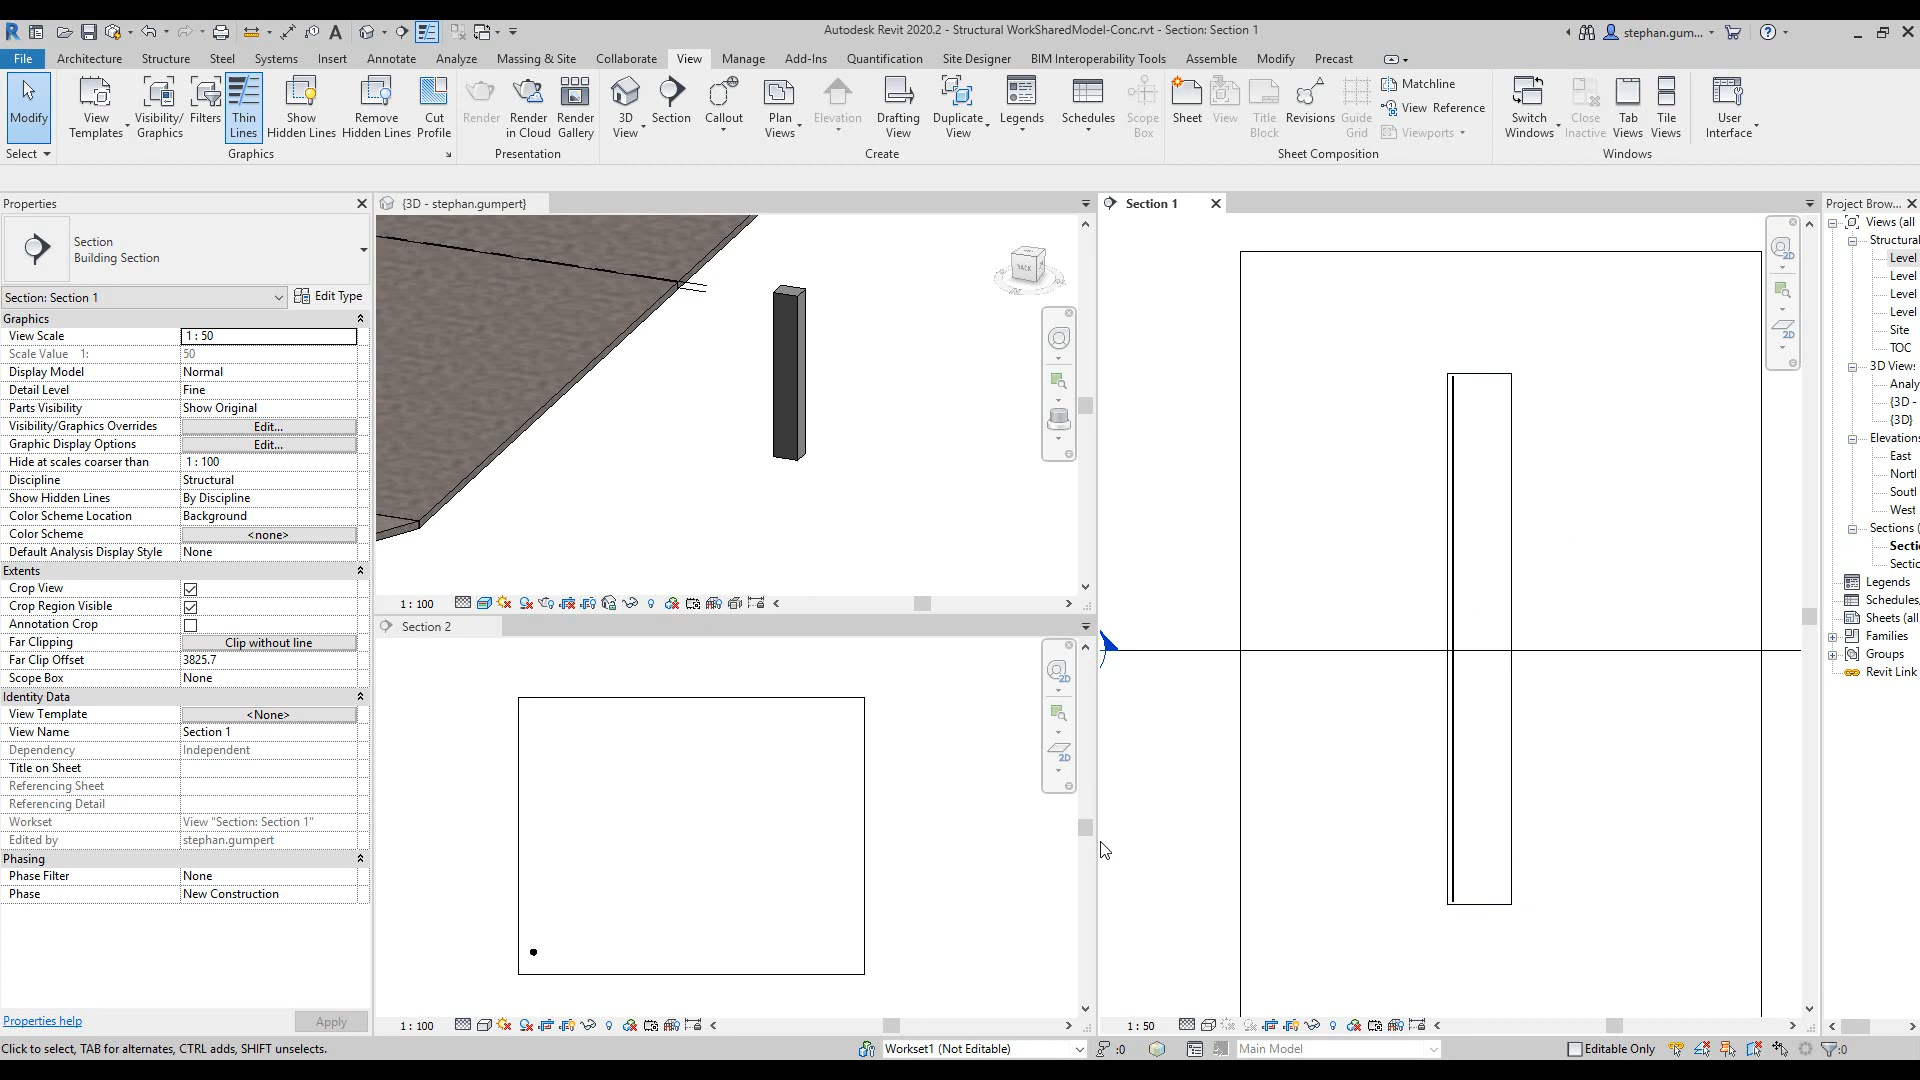 Autodesk Revit 2020.2 - Structural WorkSharedModel-Conc.rvt - Section: Section 1
stephan.gum...
File Architecture Structure Steel Systems Insert Annotate Analyze Massing & Site Collaborate View Manage Add-Ins Quantification Site Designer BIM Interoperability Tools Assemble Modify Precast
Modify
View Templates
Visibility/ Graphics
Filters
Thin Lines
Show Hidden Lines
Remove Hidden Lines
Cut Profile
Render
Render in Cloud
Render Gallery
3D View
Section
Callout
Plan Views
Elevation
Drafting View
Duplicate View
Legends
Schedules
Scope Box
Sheet
View
Title Block
Revisions
Guide Grid
Matchline
View Reference
Viewports
Switch Windows
Close Inactive
Tab Views
Tile Views
User Interface
Select Graphics Presentation Create Sheet Composition Windows
Properties
Section
Building Section
Section: Section 1 Edit Type
Graphics
View Scale 1 : 50
Scale Value 1: 50
Display Model Normal
Detail Level Fine
Parts Visibility Show Original
Visibility/Graphics Overrides Edit...
Graphic Display Options Edit...
Hide at scales coarser than 1 : 100
Discipline Structural
Show Hidden Lines By Discipline
Color Scheme Location Background
Color Scheme <none>
Default Analysis Display Style None
Extents
Crop View
Crop Region Visible
Annotation Crop
Far Clipping Clip without line
Far Clip Offset 3825.7
Scope Box None
Identity Data
View Template <None>
View Name Section 1
Dependency Independent
Title on Sheet
Referencing Sheet
Referencing Detail
Workset View "Section: Section 1"
Edited by stephan.gumpert
Phasing
Phase Filter None
Phase New Construction
Properties help Apply
{3D - stephan.gumpert}
BACK
1 : 100
Section 2
2D
2D
1 : 100
Section 1
2D
2D
1 : 50
Project Brow...
Views (all
Structural
Level
Level
Level
Level
Site
TOC
3D Views
Analy
{3D -
{3D}
Elevations
East
North
South
West
Sections (
Sectio
Sectio
Legends
Schedules,
Sheets (all
Families
Groups
Revit Link
Click to select, TAB for alternates, CTRL adds, SHIFT unselects.
Workset1 (Not Editable) :0 Main Model Editable Only :0